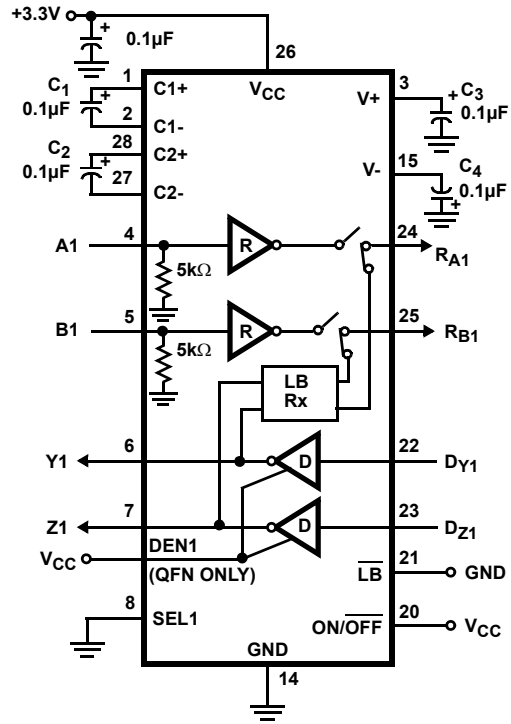 +3.3V
+
0.1µF
26
VCC
C1
0.1µF
+
1
C1+
2
C1-
C2
0.1µF
+
28
C2+
27
C2-
3
V+
+
C3
0.1µF
15
V-
C4
0.1µF
+
A1
4
5kΩ
R
24
RA1
B1
5
5kΩ
R
25
RB1
LB
Rx
Y1
6
D
22
DY1
Z1
7
D
23
DZ1
VCC
DEN1
(QFN ONLY)
21
LB
GND
8
SEL1
20
ON/OFF
VCC
GND
14